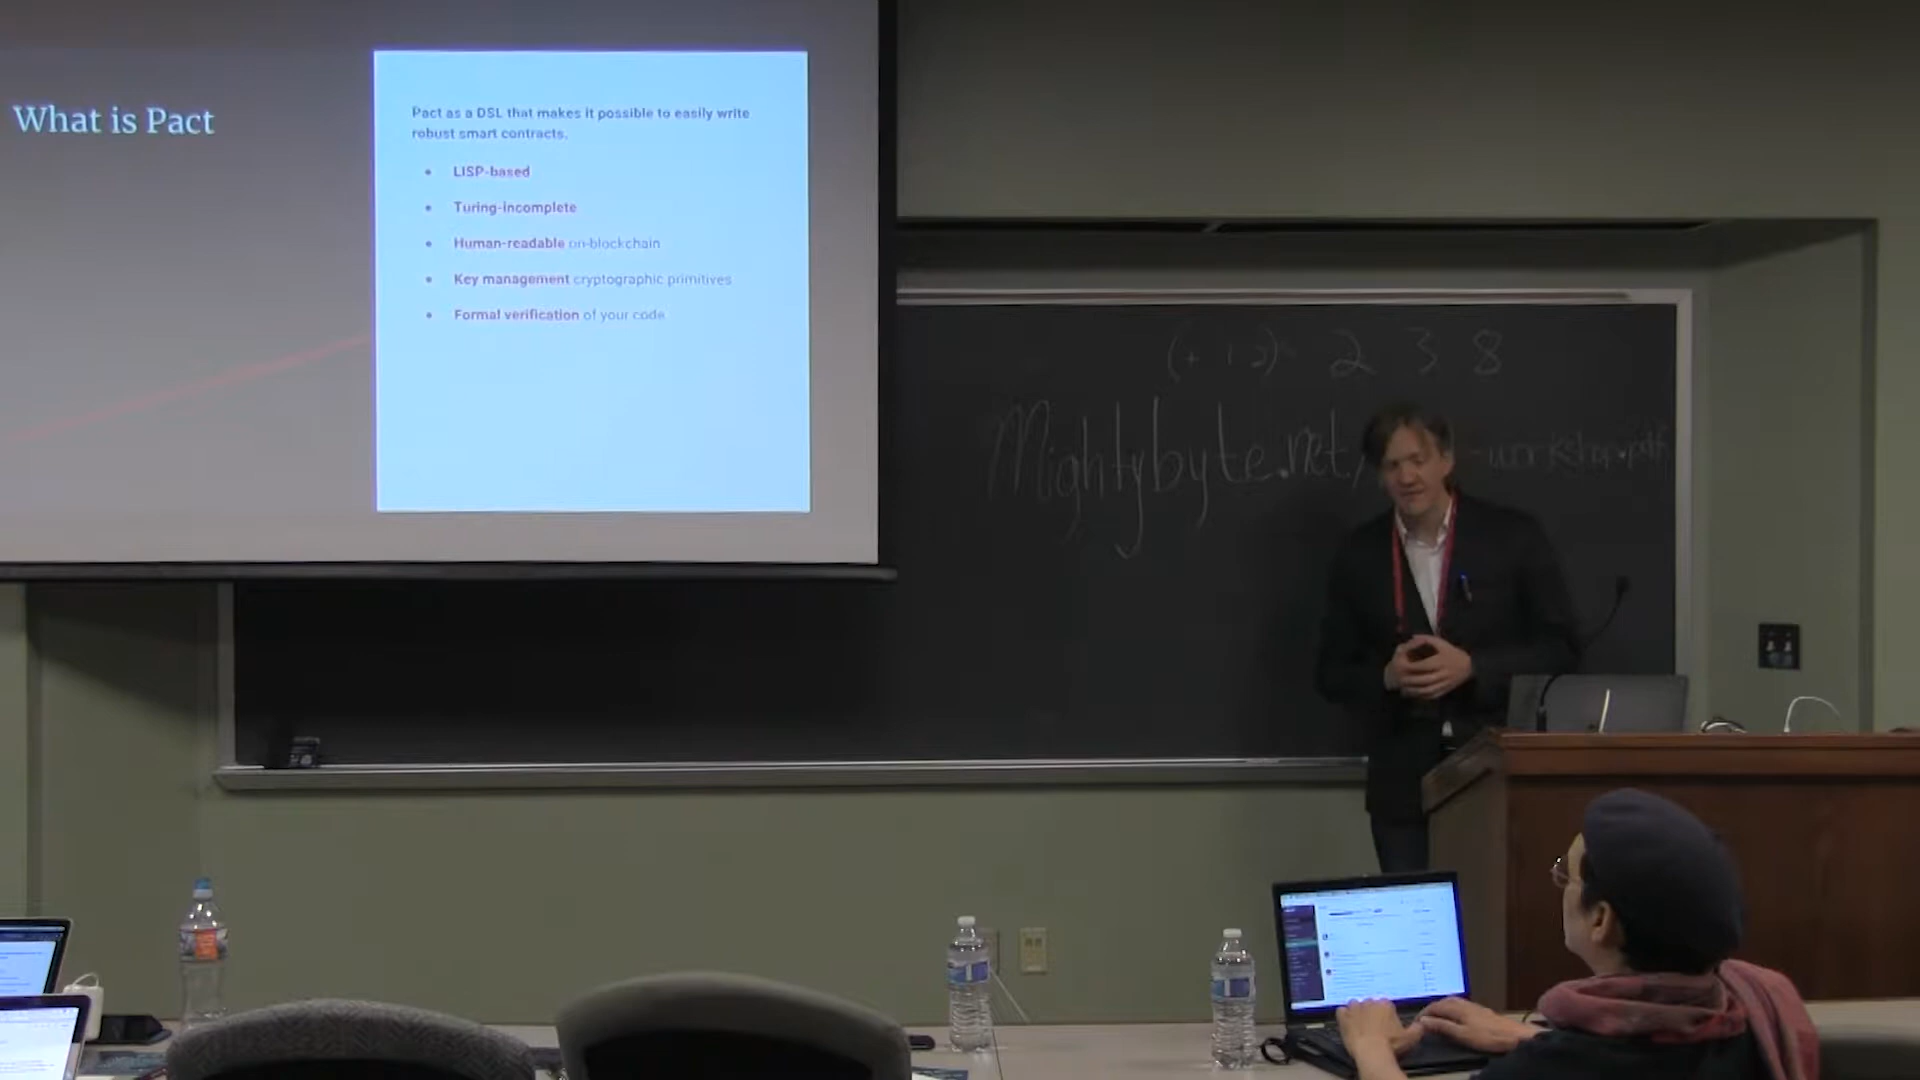 What is Pact
Pact as a DSL that makes it possible to easily write
robust smart contracts.
• LISP-based
• Turing-incomplete
• Human-readable on-blockchain
• Key management cryptographic primitives
• Formal verification of your code
(+ 1 2) 2 3 8
Mightybyte.net/ -workshop.pdf